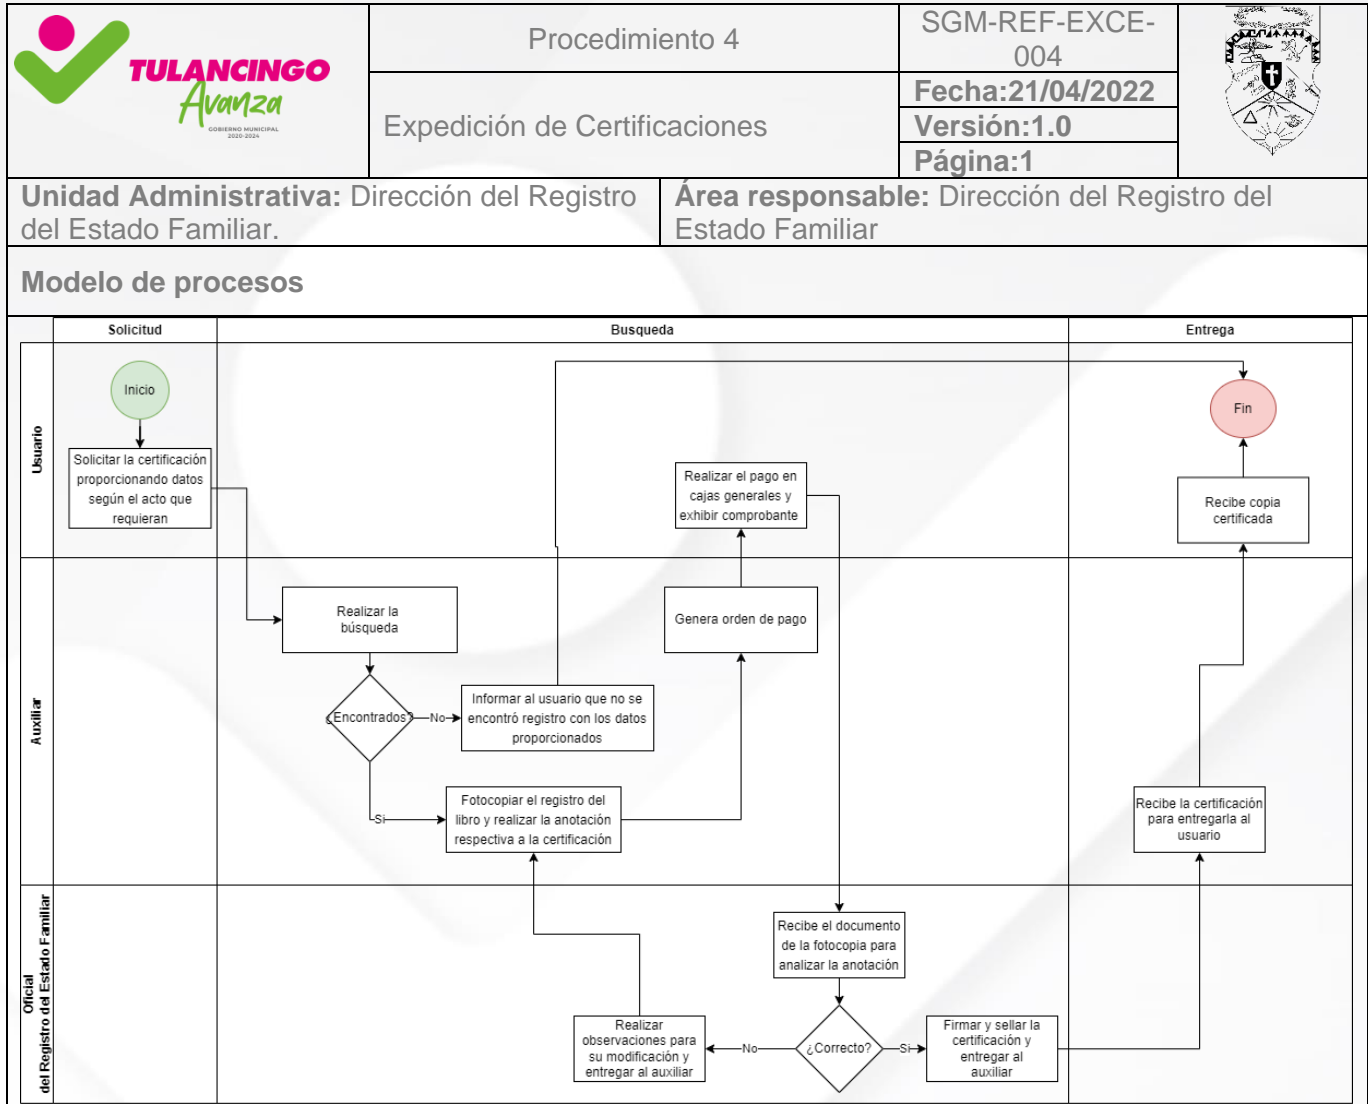 TULANCINGO
Avanza
GOBIERNO MUNICIPAL
2020-2024
Procedimiento 4
Expedición de Certificaciones
SGM-REF-EXCE-
004
Fecha:21/04/2022
Versión:1.0
Página:1
Unidad Administrativa: Dirección del Registro
del Estado Familiar.
Área responsable: Dirección del Registro del
Estado Familiar
Modelo de procesos
Solicitud
Busqueda
Entrega
Usuario
Inicio
Solicitar la certificación
proporcionando datos
según el acto que
requieran
Realizar el pago en
cajas generales y
exhibir comprobante
Fin
Recibe copia
certificada
Auxiliar
Realizar la
búsqueda
¿Encontrados?
No
Informar al usuario que no se
encontró registro con los datos
proporcionados
Genera orden de pago
Si
Fotocopiar el registro del
libro y realizar la anotación
respectiva a la certificación
Recibe la certificación
para entregarla al
usuario
Oficial
del Registro del Estado Familiar
Recibe el documento
de la fotocopia para
analizar la anotación
¿Correcto?
No
Realizar
observaciones para
su modificación y
entregar al auxiliar
Si
Firmar y sellar la
certificación y
entregar al
auxiliar